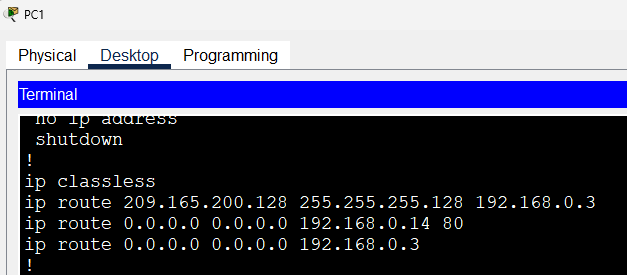 PC1
Physical Desktop Programming
Terminal
no ip address
shutdown
!
ip classless
ip route 209.165.200.128 255.255.255.128 192.168.0.3
ip route 0.0.0.0 0.0.0.0 192.168.0.14 80
ip route 0.0.0.0 0.0.0.0 192.168.0.3
!